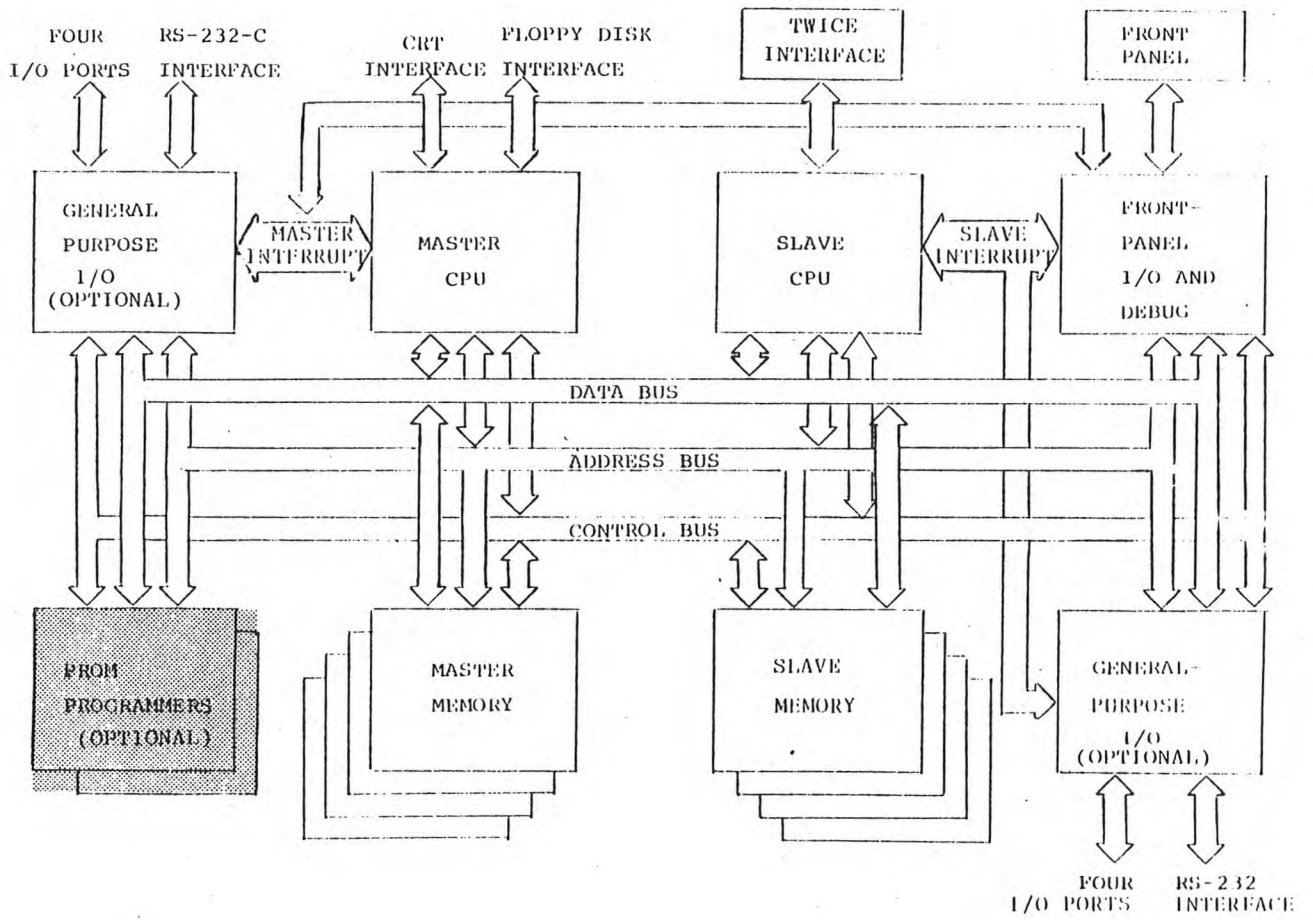 FOUR
I/O PORTS
RS-232-C
INTERFACE
CRT
INTERFACE
FLOPPY DISK
INTERFACE
TWICE
INTERFACE
FRONT
PANEL
GENERAL
PURPOSE
I/O
(OPTIONAL)
MASTER
INTERRUPT
MASTER
CPU
SLAVE
CPU
SLAVE
INTERRUPT
FRONT-
PANEL
I/O AND
DEBUG
DATA BUS
ADDRESS BUS
CONTROL BUS
PROM
PROGRAMMERS
(OPTIONAL)
MASTER
MEMORY
SLAVE
MEMORY
GENERAL-
PURPOSE
I/O
(OPTIONAL)
FOUR
I/O PORTS
RS-232
INTERFACE